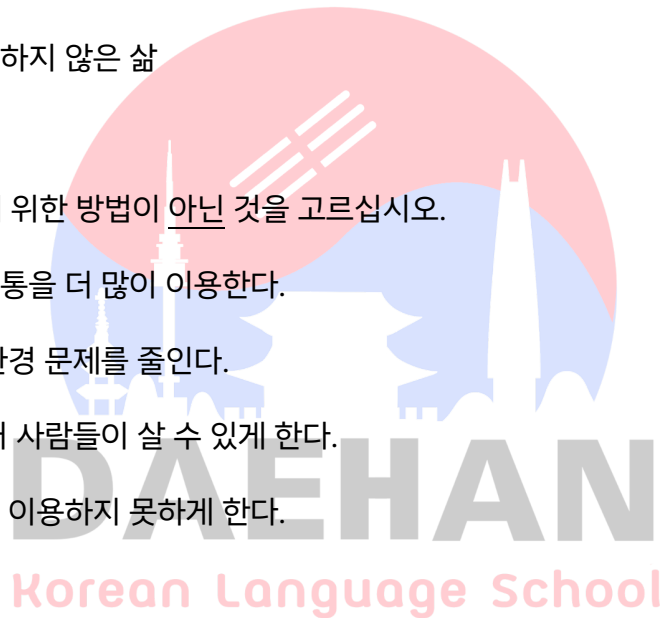 하지 않은 삶
위한 방법이 아닌 것을 고르십시오.
통을 더 많이 이용한다.
문제를 줄인다.
사람들이 살 수 있게 한다.
이용하지 못하게 한다.
DAEHAN
Korean Language School